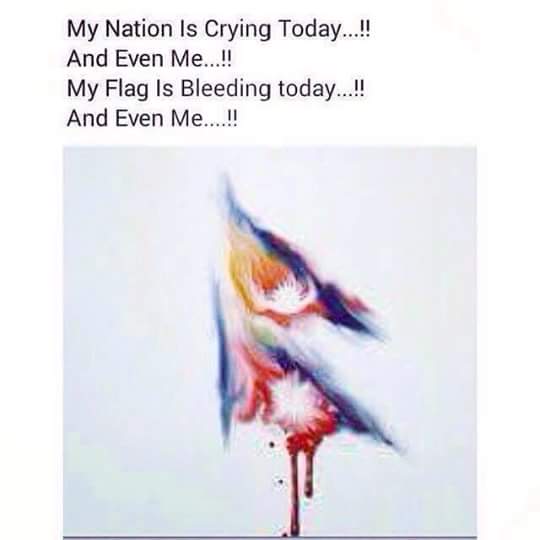 My Nation Is Crying Today...!!
And Even Me...!!
My Flag Is Bleeding today...!!
And Even Me....!!